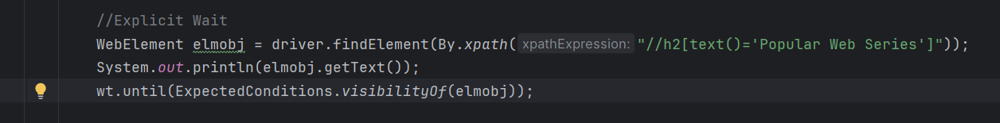 //Explicit Wait
WebElement elmobj = driver.findElement(By.xpath( xpathExpression: "//h2[text()='Popular Web Series']"));
System.out.println(elmobj.getText());
wt.until(ExpectedConditions.visibilityOf(elmobj));